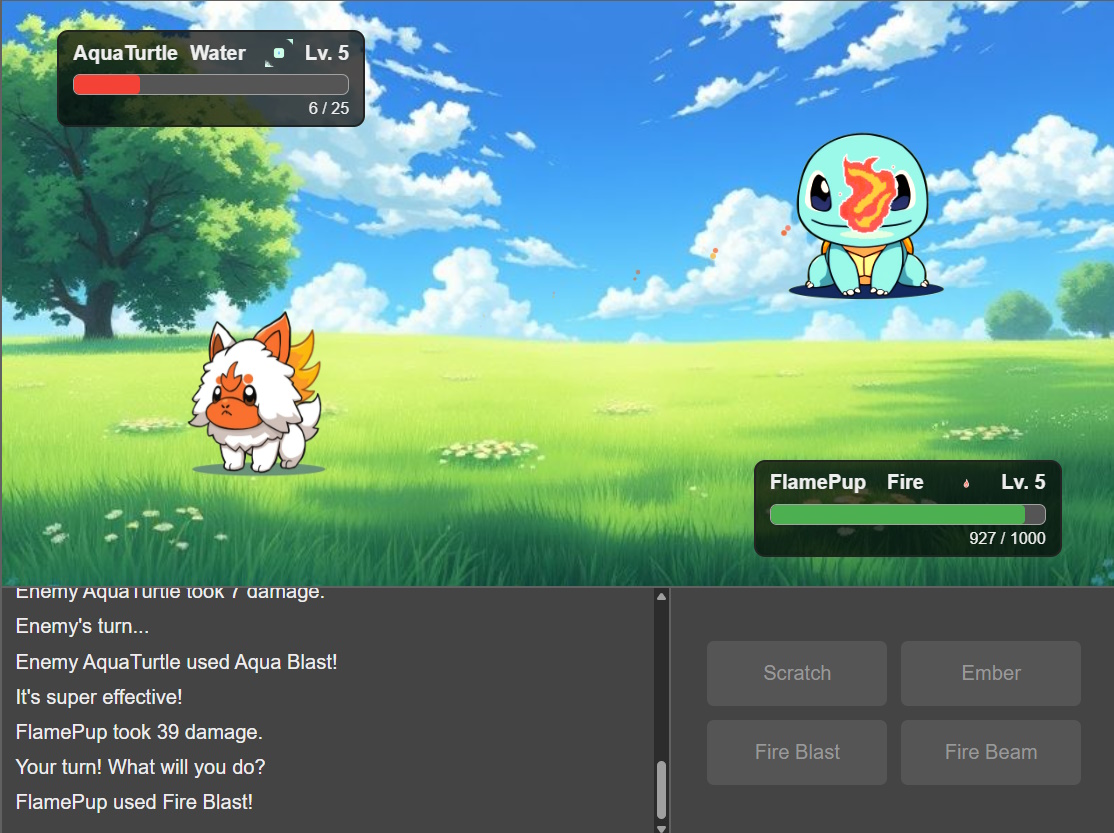 AquaTurtle Water Lv. 5
6 / 25
FlamePup Fire Lv. 5
927 / 1000
Enemy AquaTurtle took 7 damage.
Enemy's turn...
Enemy AquaTurtle used Aqua Blast!
It's super effective!
FlamePup took 39 damage.
Your turn! What will you do?
FlamePup used Fire Blast!
Scratch
Ember
Fire Blast
Fire Beam